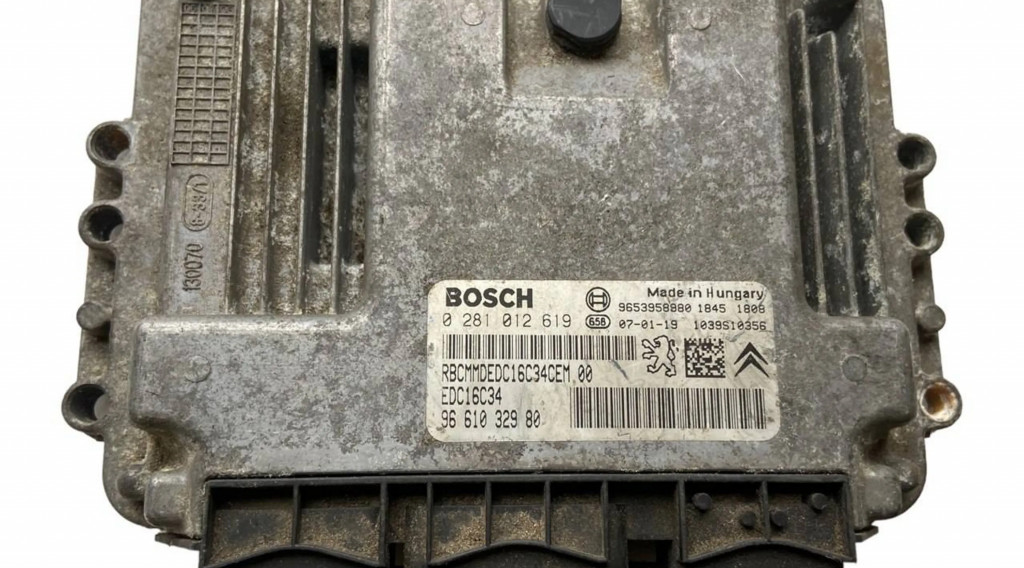 130070
BOSCH
Made in Hungary
0 281 012 619
9653958880 1845 1808
656 07-01-19 1039S10356
RBCMMDEDC16C34CEM 00
EDC16C34
96 610 329 80